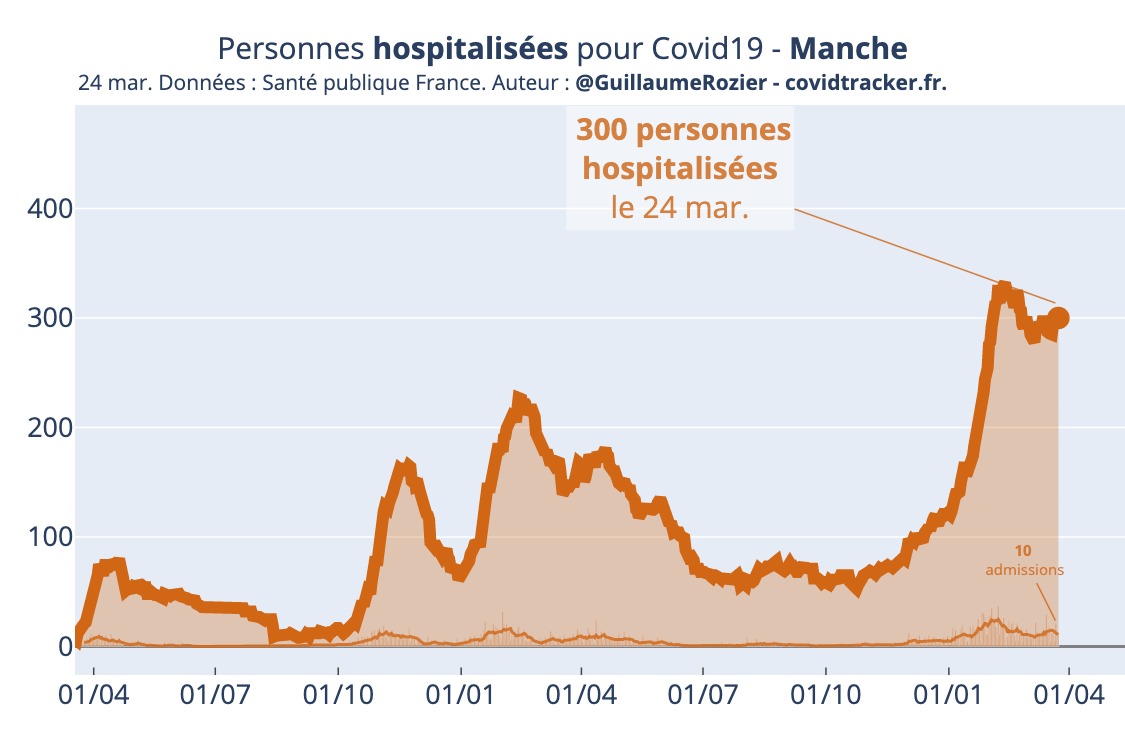 Personnes hospitalisées pour Covid19 - Manche
24 mar. Données : Santé publique France. Auteur : @GuillaumeRozier - covidtracker.fr.
300 personnes
hospitalisées
le 24 mar.
400
300
200
100
0
10
admissions
01/04
01/07
01/10
01/01
01/04
01/07
01/10
01/01
01/04